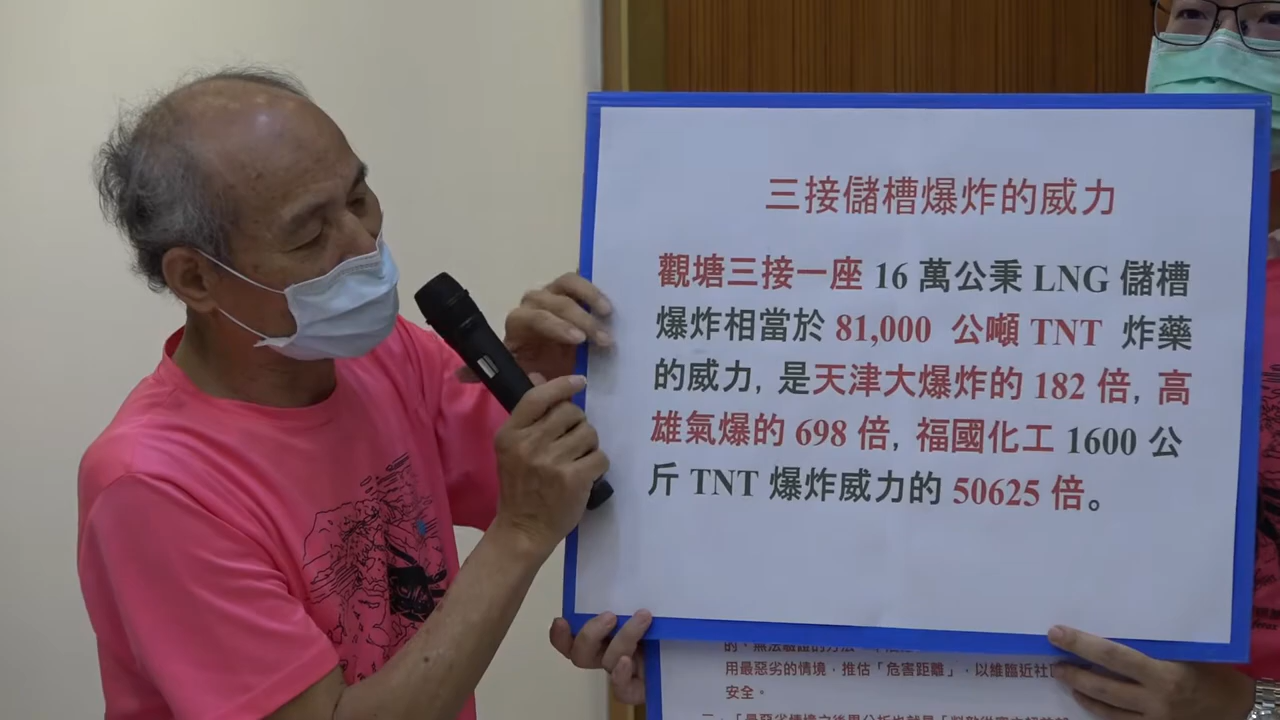 三接儲槽爆炸的威力
觀塘三接一座 16 萬公秉 LNG 儲槽
爆炸相當於 81,000 公噸 TNT 炸藥
的威力, 是天津大爆炸的 182 倍, 高
雄氣爆的 698 倍, 福國化工 1600 公
斤 TNT 爆炸威力的 50625 倍。
用最惡劣的情境，推估「危害距離」，以維臨近社區
安全。